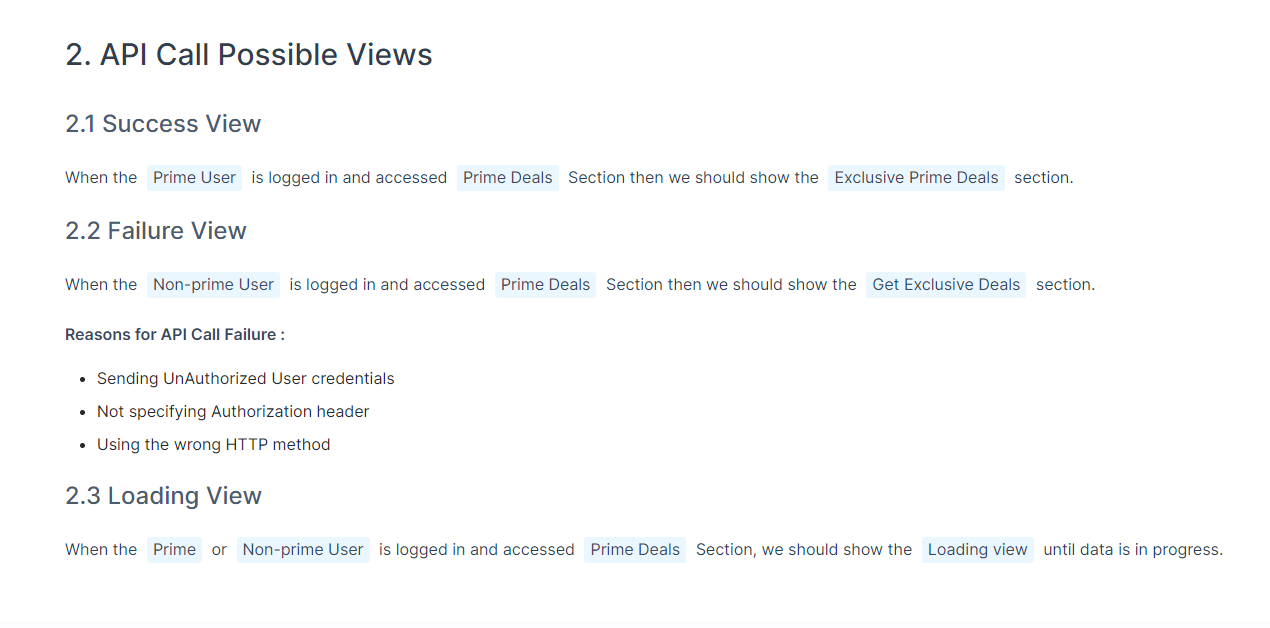 2. API Call Possible Views
2.1 Success View
When the Prime User is logged in and accessed Prime Deals Section then we should show the Exclusive Prime Deals section.
2.2 Failure View
When the Non-prime User is logged in and accessed Prime Deals Section then we should show the Get Exclusive Deals section.
Reasons for API Call Failure :
• Sending UnAuthorized User credentials
• Not specifying Authorization header
• Using the wrong HTTP method
2.3 Loading View
When the Prime or Non-prime User is logged in and accessed Prime Deals Section, we should show the Loading view until data is in progress.